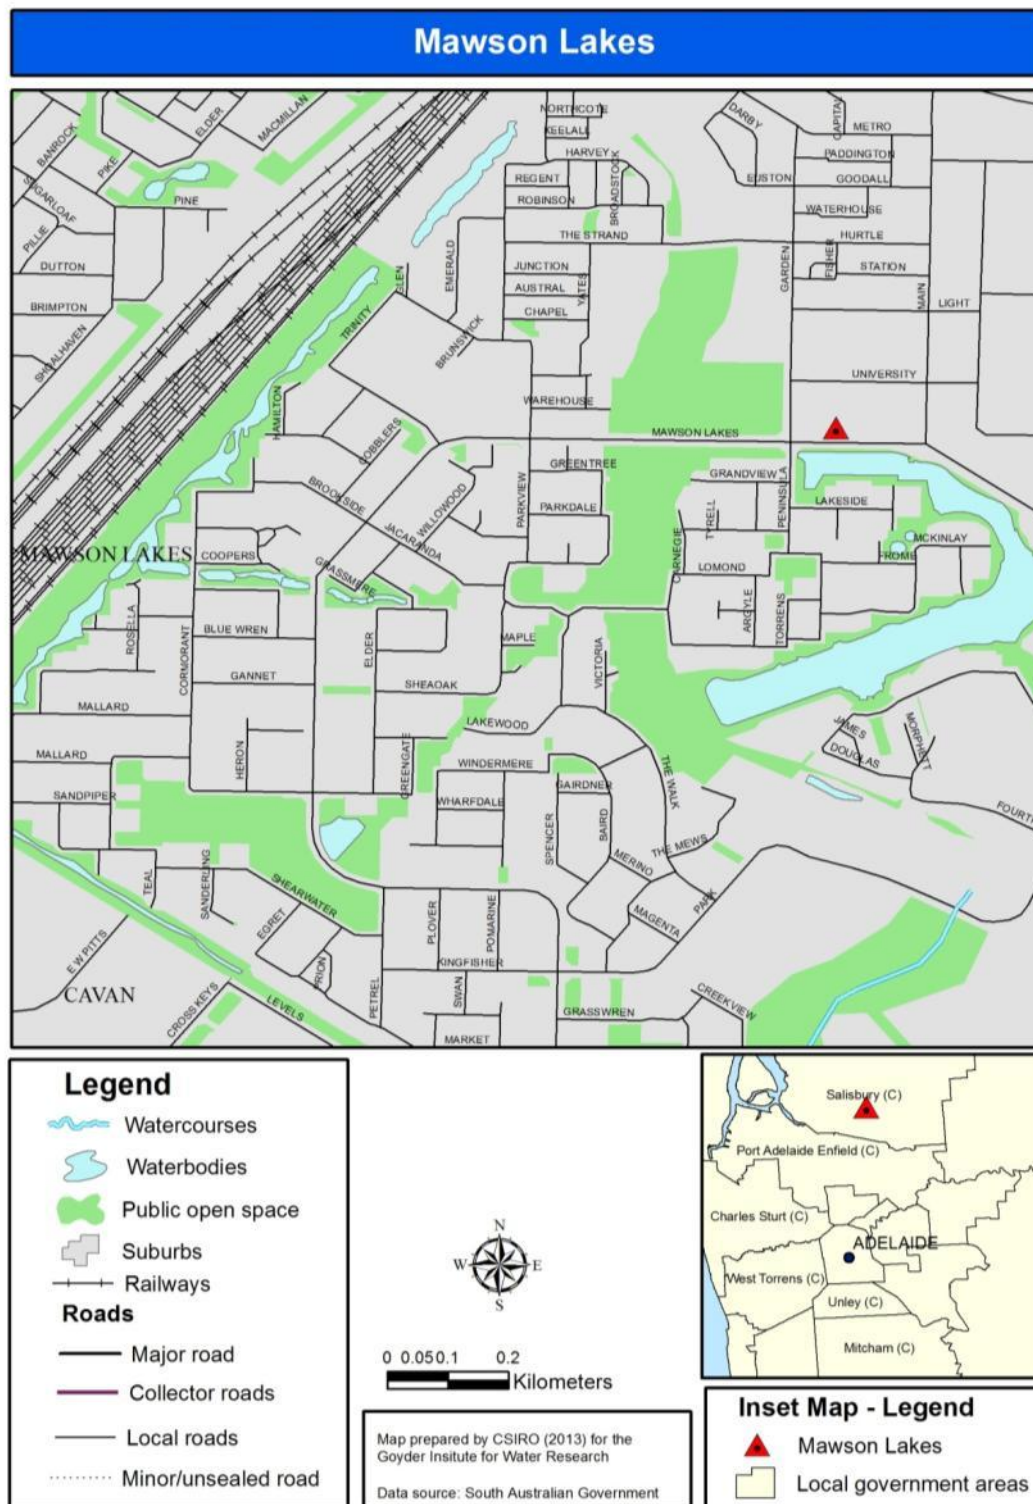 Mawson Lakes
NORTHCOTE
KEELALL
HARVEY
REGENT
ROBINSON
BROADSTOCK
THE STRAND
DARBY
CAPITAL
METRO
PADDINGTON
EUSTON
GOODALL
WATERHOUSE
HURTLE
FISHER
STATION
GARDEN
MAIN
LIGHT
UNIVERSITY
ELDER
MACMILLAN
BANROCK
PIKE
SUGARLOAF
PINE
PILLIE
DUTTON
BRIMPTON
SHOALHAVEN
GLEN
EMERALD
TRINITY
BRUNSWICK
JUNCTION
AUSTRAL
YATES
CHAPEL
WAREHOUSE
MAWSON LAKES
HAMILTON
COBBLERS
BROOKSIDE
WILLOWOOD
JACARANDA
PARKVIEW
GREENTREE
PARKDALE
GRANDVIEW
PENINSULA
LAKESIDE
TYRELL
CARNEGIE
MCKINLAY
FROME
LOMOND
ARGYLE
TORRENS
MAWSON LAKES
COOPERS
GRASSMERE
ROSELLA
CORMORANT
BLUE WREN
ELDER
MAPLE
VICTORIA
GANNET
SHEAOAK
MALLARD
LAKEWOOD
MALLARD
HERON
GREENGATE
WINDERMERE
THE WALK
JAMES
DOUGLAS
MORPHETT
SANDPIPER
WHARFDALE
GAIRDNER
SPENCER
BAIRD
FOURTH
THE MEWS
MERINO
TEAL
SANDERLING
SHEARWATER
EGRET
PLOVER
POMARINE
MAGENTA
PARK
E W PITTS
PRION
KINGFISHER
CAVAN
CROSS KEYS
LEVELS
PETREL
SWAN
CREEKVIEW
GRASSWREN
MARKET
Legend
Watercourses
Waterbodies
Public open space
Suburbs
Railways
Roads
Major road
Collector roads
Local roads
Minor/unsealed road
N
W E
S
0 0.05 0.1 0.2
Kilometers
Map prepared by CSIRO (2013) for the
Goyder Insitute for Water Research
Data source: South Australian Government
Salisbury (C)
Port Adelaide Enfield (C)
Charles Sturt (C)
ADELAIDE
West Torrens (C)
Unley (C)
Mitcham (C)
Inset Map - Legend
Mawson Lakes
Local government areas